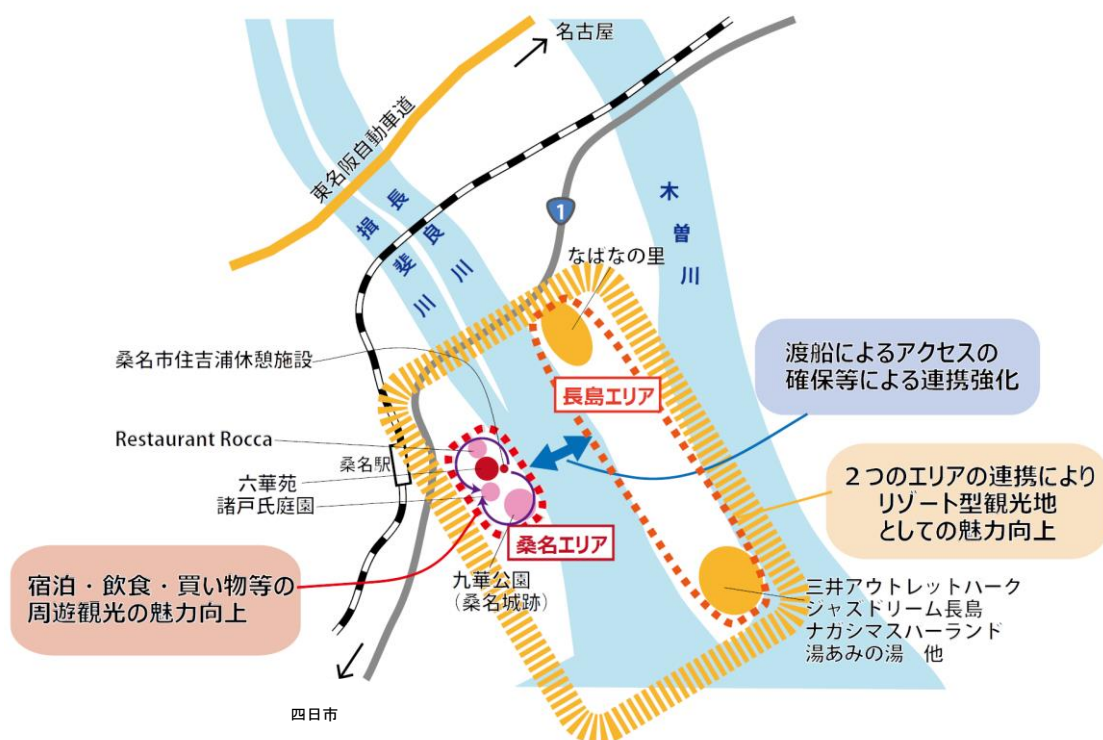 名古屋
東名阪自動車道
揖斐川
長良川
木曽川
1
なばなの里
桑名市住吉浦休憩施設
長島エリア
渡船によるアクセスの
確保等による連携強化
Restaurant Rocca
桑名駅
六華苑
諸戸氏庭園
2つのエリアの連携により
リゾート型観光地
としての魅力向上
桑名エリア
九華公園
(桑名城跡)
宿泊・飲食・買い物等の
周遊観光の魅力向上
三井アウトレットハーク
ジャズドリーム長島
ナガシマスハーランド
湯あみの湯 他
四日市